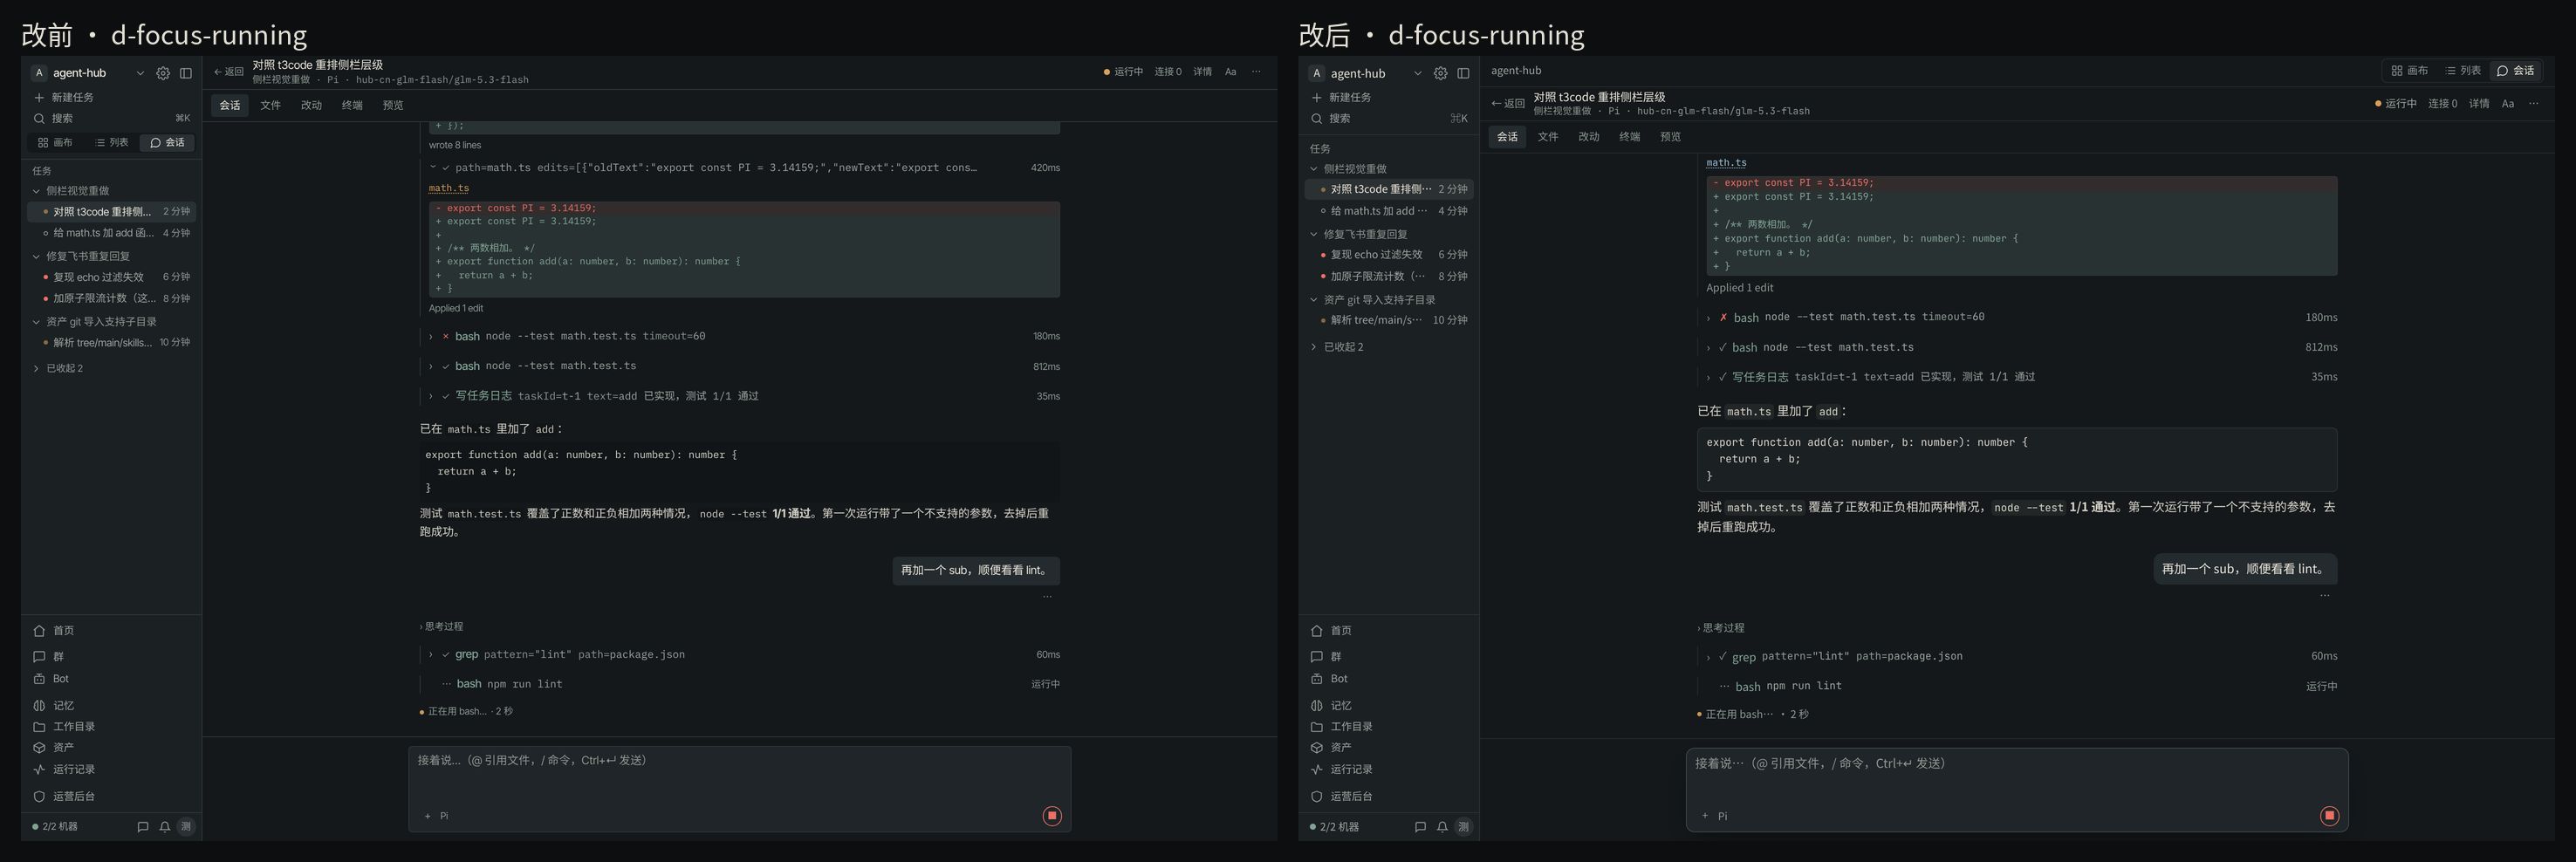 改前 · d-focus-running
A agent-hub
新建任务
搜索 ⌘K
画布 列表 会话
任务
侧栏视觉重做
对照 t3code 重排侧... 2 分钟
给 math.ts 加 add 函... 4 分钟
修复飞书重复回复
复现 echo 过滤失效 6 分钟
加原子限流计数（这... 8 分钟
资产 git 导入支持子目录
解析 tree/main/skills... 10 分钟
已收起 2
首页
群
Bot
记忆
工作目录
资产
运行记录
运营后台
2/2 机器 测
← 返回 对照 t3code 重排侧栏层级
侧栏视觉重做 · Pi · hub-cn-glm-flash/glm-5.3-flash
运行中 连接 0 详情 Aa ···
会话 文件 改动 终端 预览
+ });
wrote 8 lines
✓ path=math.ts edits=[{"oldText":"export const PI = 3.14159;","newText":"export cons… 420ms
math.ts
- export const PI = 3.14159;
+ export const PI = 3.14159;
+
+ /** 两数相加。 */
+ export function add(a: number, b: number): number {
+   return a + b;
+ }
Applied 1 edit
› × bash node --test math.test.ts timeout=60 180ms
› ✓ bash node --test math.test.ts 812ms
› ✓ 写任务日志 taskId=t-1 text=add 已实现，测试 1/1 通过 35ms
已在 math.ts 里加了 add：
export function add(a: number, b: number): number {
  return a + b;
}
测试 math.test.ts 覆盖了正数和正负相加两种情况， node --test 1/1 通过。第一次运行带了一个不支持的参数，去掉后重
跑成功。
再加一个 sub，顺便看看 lint。
···
› 思考过程
› ✓ grep pattern="lint" path=package.json 60ms
··· bash npm run lint 运行中
正在用 bash... · 2 秒
接着说...（@ 引用文件，/ 命令，Ctrl+↵ 发送）
+ Pi
改后 · d-focus-running
A agent-hub
新建任务
搜索 ⌘K
任务
侧栏视觉重做
对照 t3code 重排侧··· 2 分钟
给 math.ts 加 add ··· 4 分钟
修复飞书重复回复
复现 echo 过滤失效 6 分钟
加原子限流计数（··· 8 分钟
资产 git 导入支持子目录
解析 tree/main/s··· 10 分钟
已收起 2
首页
群
Bot
记忆
工作目录
资产
运行记录
运营后台
2/2 机器 测
agent-hub 画布 列表 会话
← 返回 对照 t3code 重排侧栏层级
侧栏视觉重做 · Pi · hub-cn-glm-flash/glm-5.3-flash
运行中 连接 0 详情 Aa ···
会话 文件 改动 终端 预览
math.ts
- export const PI = 3.14159;
+ export const PI = 3.14159;
+
+ /** 两数相加。 */
+ export function add(a: number, b: number): number {
+   return a + b;
+ }
Applied 1 edit
› ✗ bash node --test math.test.ts timeout=60 180ms
› ✓ bash node --test math.test.ts 812ms
› ✓ 写任务日志 taskId=t-1 text=add 已实现，测试 1/1 通过 35ms
已在 math.ts 里加了 add：
export function add(a: number, b: number): number {
  return a + b;
}
测试 math.test.ts 覆盖了正数和正负相加两种情况， node --test 1/1 通过。第一次运行带了一个不支持的参数，去
掉后重跑成功。
再加一个 sub，顺便看看 lint。
···
› 思考过程
› ✓ grep pattern="lint" path=package.json 60ms
··· bash npm run lint 运行中
正在用 bash··· · 2 秒
接着说···（@ 引用文件，/ 命令，Ctrl+↵ 发送）
+ Pi